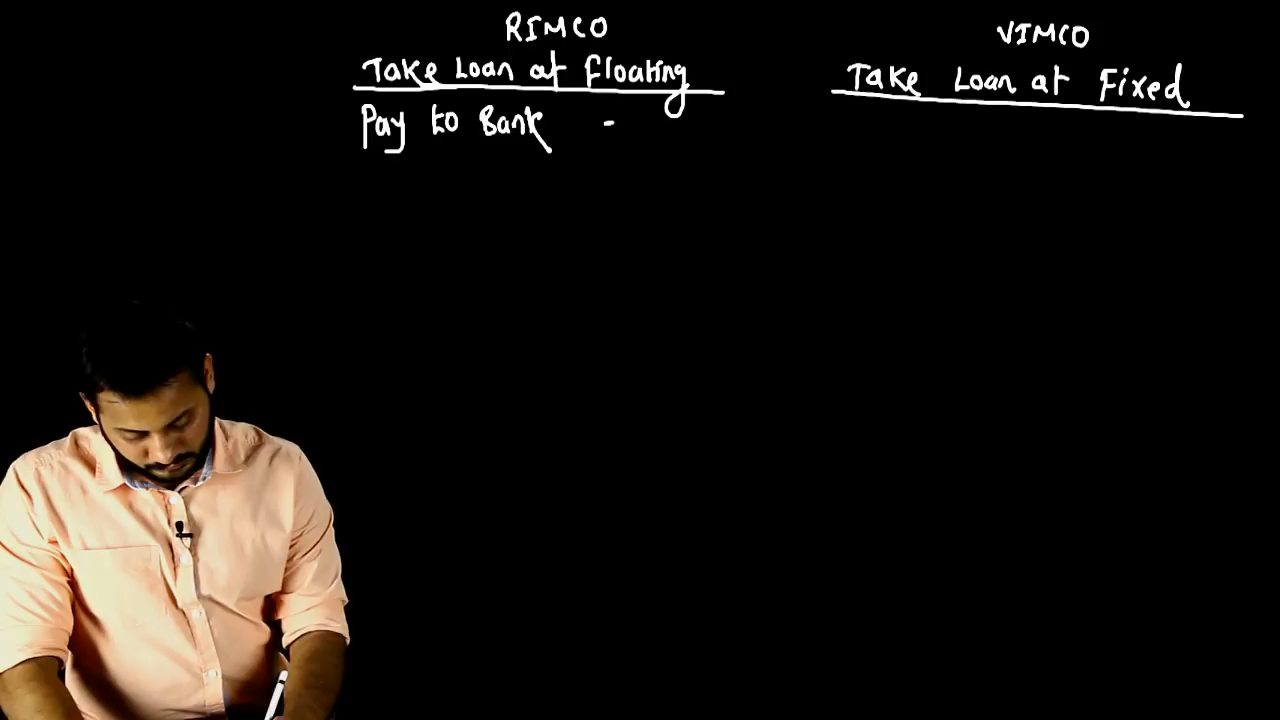 RIMCO
Take Loan at Floating
Pay to Bank -
VIMCO
Take Loan at Fixed